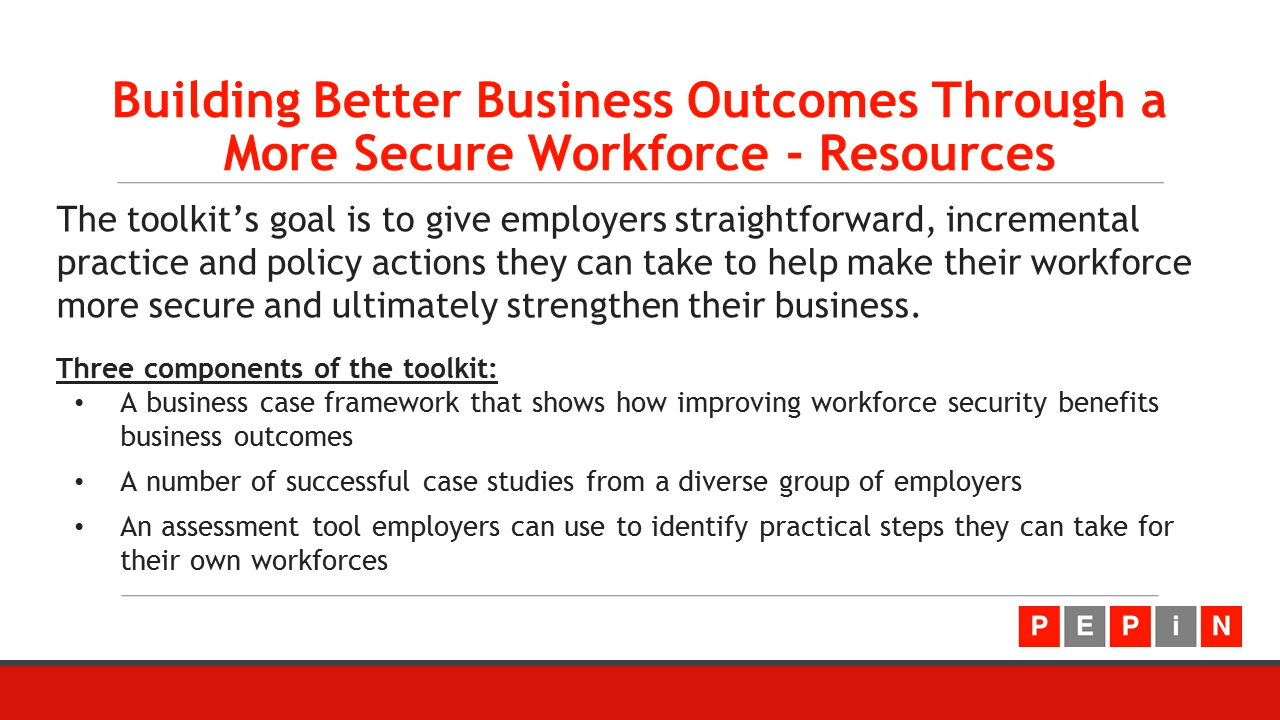 Building Better Business Outcomes Through a
More Secure Workforce - Resources
The toolkit’s goal is to give employers straightforward, incremental
practice and policy actions they can take to help make their workforce
more secure and ultimately strengthen their business.
Three components of the toolkit:
• A business case framework that shows how improving workforce security benefits
business outcomes
• A number of successful case studies from a diverse group of employers
• An assessment tool employers can use to identify practical steps they can take for
their own workforces
PEPiN